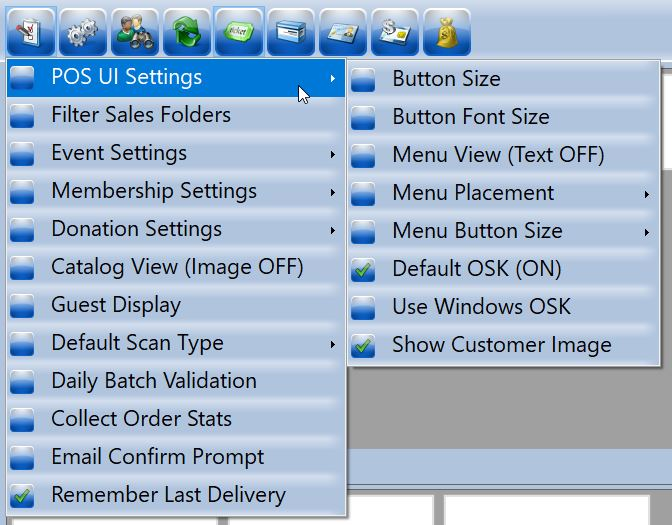 ticket
POS UI Settings
Filter Sales Folders
Event Settings
Membership Settings
Donation Settings
Catalog View (Image OFF)
Guest Display
Default Scan Type
Daily Batch Validation
Collect Order Stats
Email Confirm Prompt
Remember Last Delivery
Button Size
Button Font Size
Menu View (Text OFF)
Menu Placement
Menu Button Size
Default OSK (ON)
Use Windows OSK
Show Customer Image